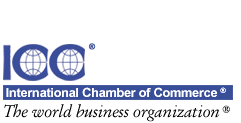 ICC®
International Chamber of Commerce®
The world business organization®